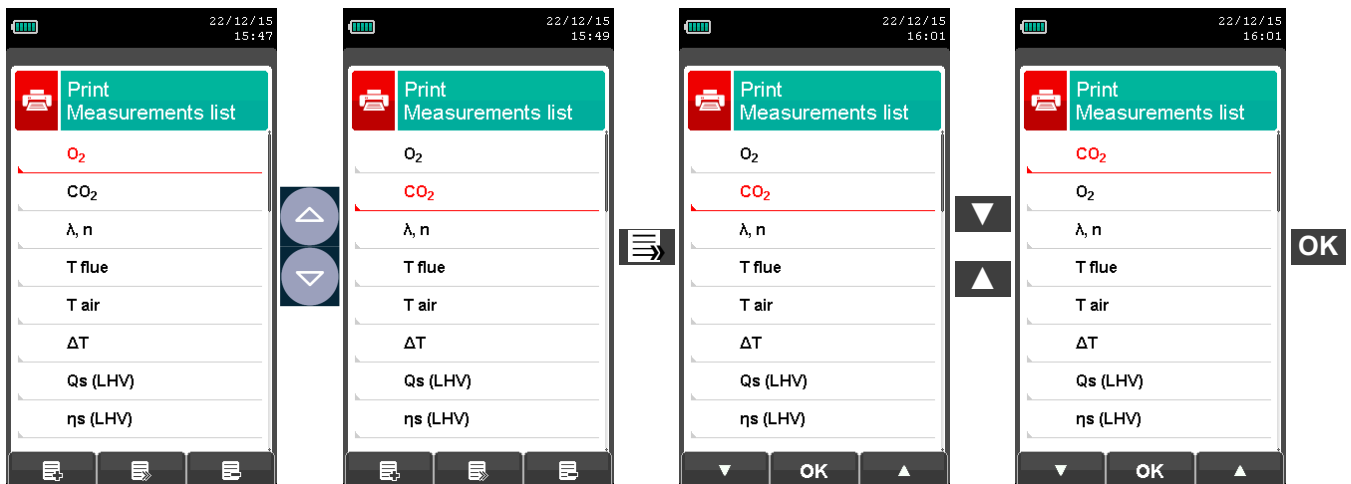 22/12/15
15:47
Print
Measurements list
O₂
CO₂
λ, n
T flue
T air
ΔT
Qs (LHV)
ηs (LHV)
22/12/15
15:49
Print
Measurements list
O₂
CO₂
λ, n
T flue
T air
ΔT
Qs (LHV)
ηs (LHV)
22/12/15
16:01
Print
Measurements list
O₂
CO₂
λ, n
T flue
T air
ΔT
Qs (LHV)
ηs (LHV)
▼ OK ▲
▼
▲
22/12/15
16:01
Print
Measurements list
CO₂
O₂
λ, n
T flue
T air
ΔT
Qs (LHV)
ηs (LHV)
▼ OK ▲
OK